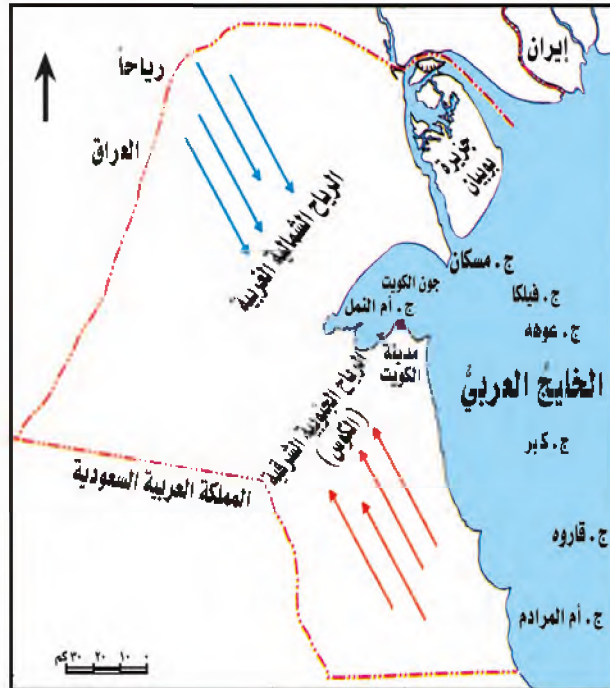 إيران
رياحاً
العراق
جزيرة
بوبيان
الرياح الشمالية الغربية
ج. مسكان
جون الكويت
ج. فيلكا
ج. أم النمل
ج. عوهه
مدينة
الكويت
الخليج العربي
الرياح الجنوبية الشرقية
(الكوس)
ج. كبر
المملكة العربية السعودية
ج. قاروه
ج. أم المرادم
٣٠ ٢٠ ١٠ ٠ كم